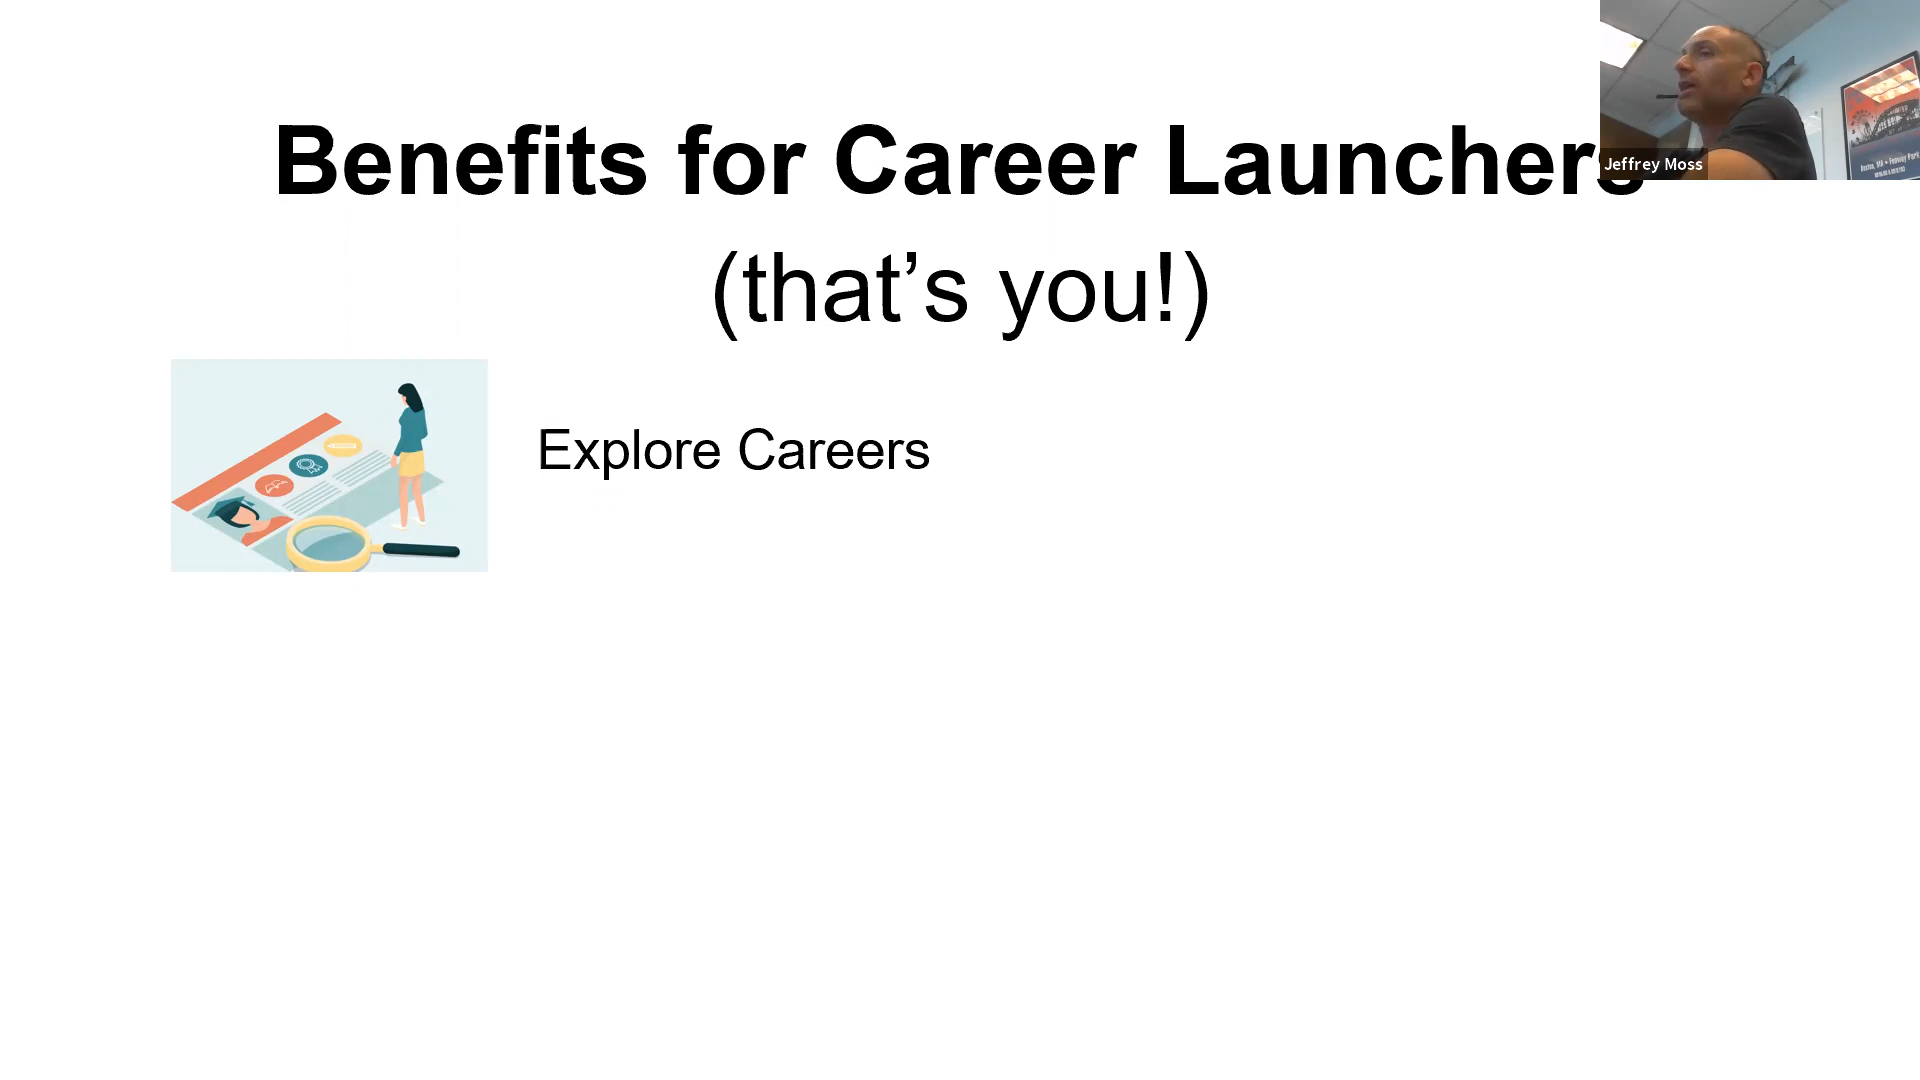 Benefits for Career Launchers
(that’s you!)
Jeffrey Moss
Explore Careers